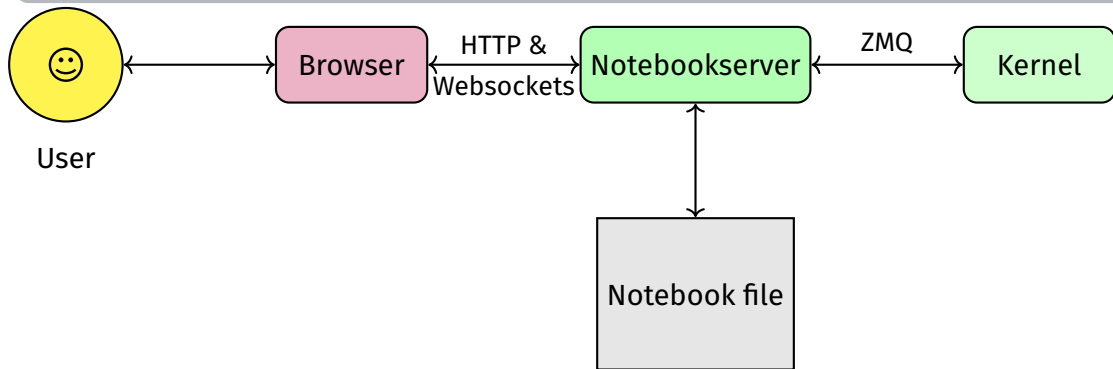 User
Browser
HTTP &
Websockets
Notebookserver
ZMQ
Kernel
Notebook file